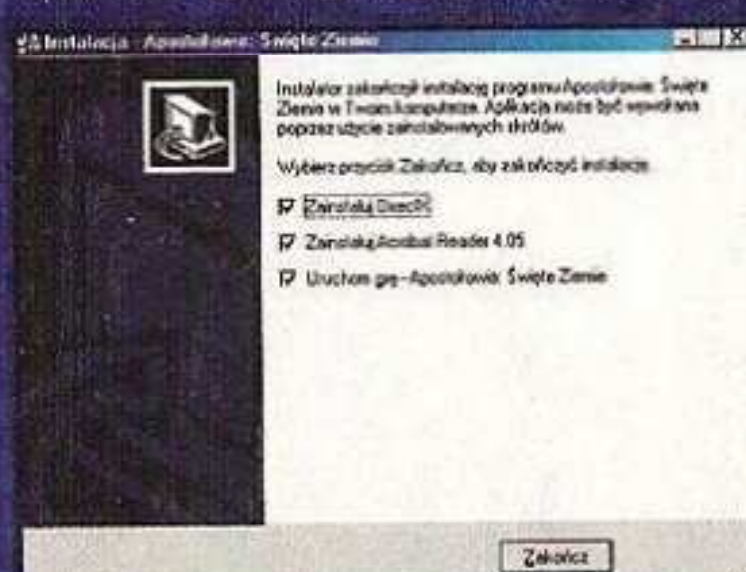 Instalacja - Apostołowie: Święte Ziemie
Instalator zakończył instalację programu Apostołowie: Święte
Ziemie w Twoim komputerze. Aplikacja może być wywołana
poprzez użycie zainstalowanych skrótów.
Wybierz przycisk Zakończ, aby zakończyć instalację.
Zainstaluj DirectX
Zainstaluj Acrobat Reader 4.05
Uruchom grę - Apostołowie: Święte Ziemie
Zakończ